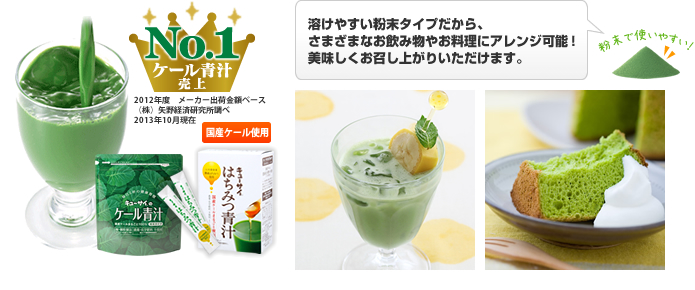 No.1
ケール青汁
売上
2012年度　メーカー出荷金額ベース
（株）矢野経済研究所調べ
2013年10月現在
国産ケール使用
キューサイの
ケール青汁
キューサイ
はちみつ青汁
溶けやすい粉末タイプだから、
さまざまなお飲み物やお料理にアレンジ可能！
美味しくお召し上がりいただけます。
粉末で使いやすい！